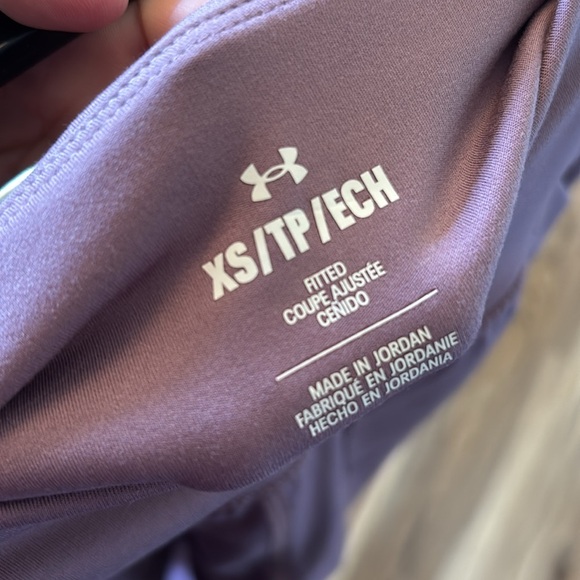 XS/TP/ECH
FITTED
COUPE AJUSTÉE
CEÑIDO
MADE IN JORDAN
FABRIQUÉ EN JORDANIE
HECHO EN JORDANIA